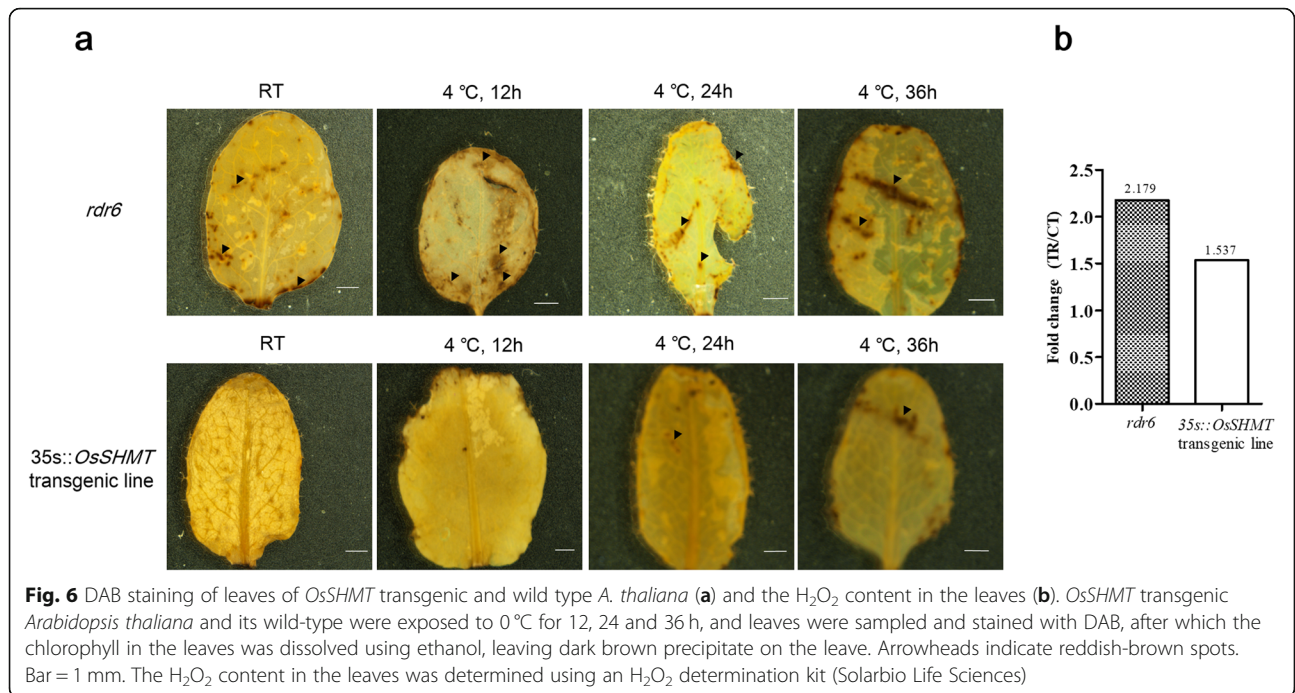 a
b
RT
4 °C, 12h
4 °C, 24h
4 °C, 36h
rdr6
RT
4 °C, 12h
4 °C, 24h
4 °C, 36h
35s::OsSHMT
transgenic line
2.5
2.0
1.5
1.0
0.5
0.0
Fold change (TR/CT)
2.179
1.537
rdr6
35s::OsSHMT
transgenic line
Fig. 6 DAB staining of leaves of OsSHMT transgenic and wild type A. thaliana (a) and the H₂O₂ content in the leaves (b). OsSHMT transgenic
Arabidopsis thaliana and its wild-type were exposed to 0 °C for 12, 24 and 36 h, and leaves were sampled and stained with DAB, after which the
chlorophyll in the leaves was dissolved using ethanol, leaving dark brown precipitate on the leave. Arrowheads indicate reddish-brown spots.
Bar = 1 mm. The H₂O₂ content in the leaves was determined using an H₂O₂ determination kit (Solarbio Life Sciences)